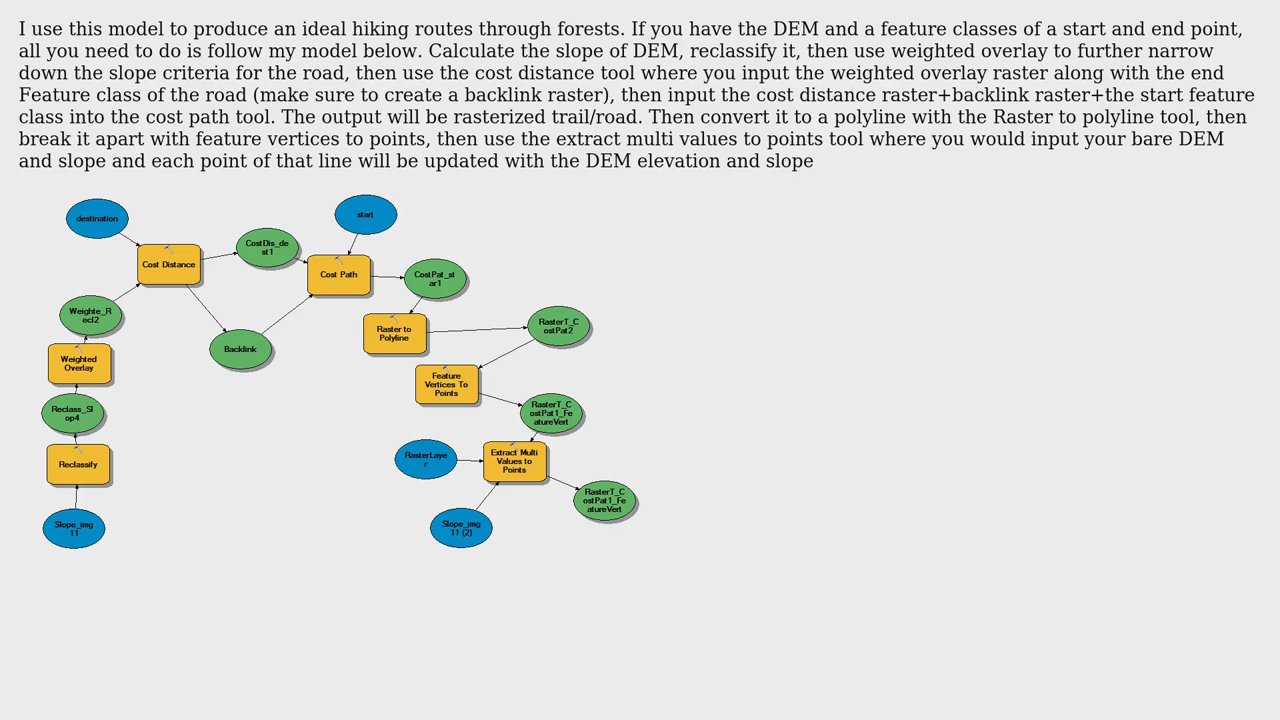 I use this model to produce an ideal hiking routes through forests. If you have the DEM and a feature classes of a start and end point,
all you need to do is follow my model below. Calculate the slope of DEM, reclassify it, then use weighted overlay to further narrow
down the slope criteria for the road, then use the cost distance tool where you input the weighted overlay raster along with the end
Feature class of the road (make sure to create a backlink raster), then input the cost distance raster+backlink raster+the start feature
class into the cost path tool. The output will be rasterized trail/road. Then convert it to a polyline with the Raster to polyline tool, then
break it apart with feature vertices to points, then use the extract multi values to points tool where you would input your bare DEM
and slope and each point of that line will be updated with the DEM elevation and slope
destination
start
CostDis_de
st1
Cost Distance
Cost Path
CostPat_st
ar1
Weighte_R
ecl2
Raster to
Polyline
RasterT_C
ostPat2
Backlink
Weighted
Overlay
Feature
Vertices To
Points
Reclass_Sl
op4
RasterT_C
ostPat1_Fe
atureVert
Reclassify
RasterLaye
r
Extract Multi
Values to
Points
RasterT_C
ostPat1_Fe
atureVert
Slope_img
11
Slope_img
11 (2)